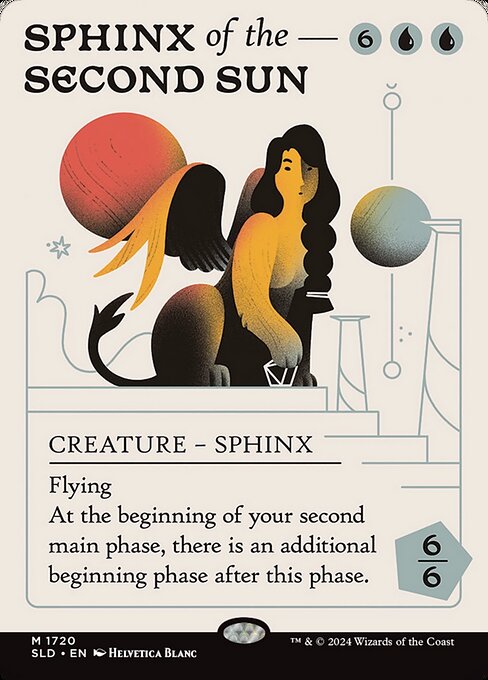 SPHINX of the — 6
SECOND SUN
CREATURE – SPHINX
Flying
At the beginning of your second
main phase, there is an additional
beginning phase after this phase.
6
6
M 1720
SLD • EN HELVETICA BLANC
™ & © 2024 Wizards of the Coast